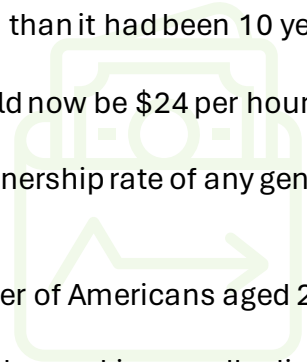 than it had been 10 ye
ld now be $24 per hour
nership rate of any gen
er of Americans aged 2